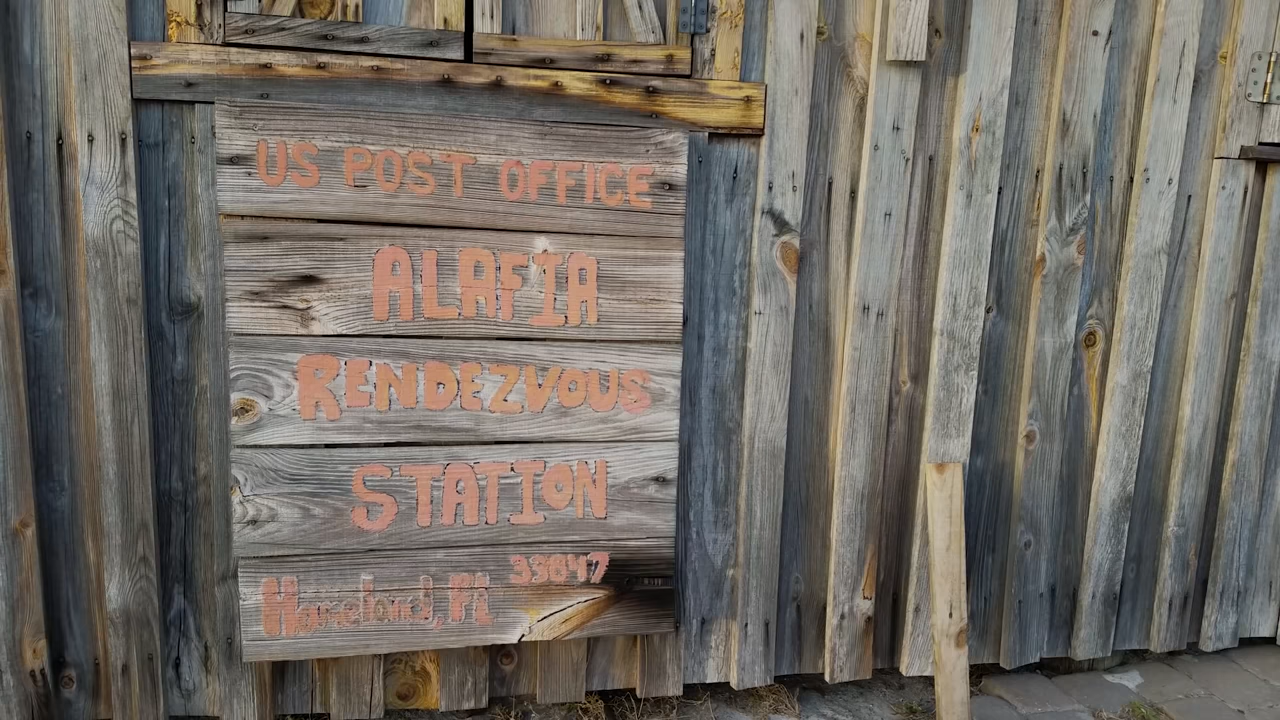 US POST OFFICE
ALAFIA
RENDEZVOUS
STATION
Homeland, FL 33847